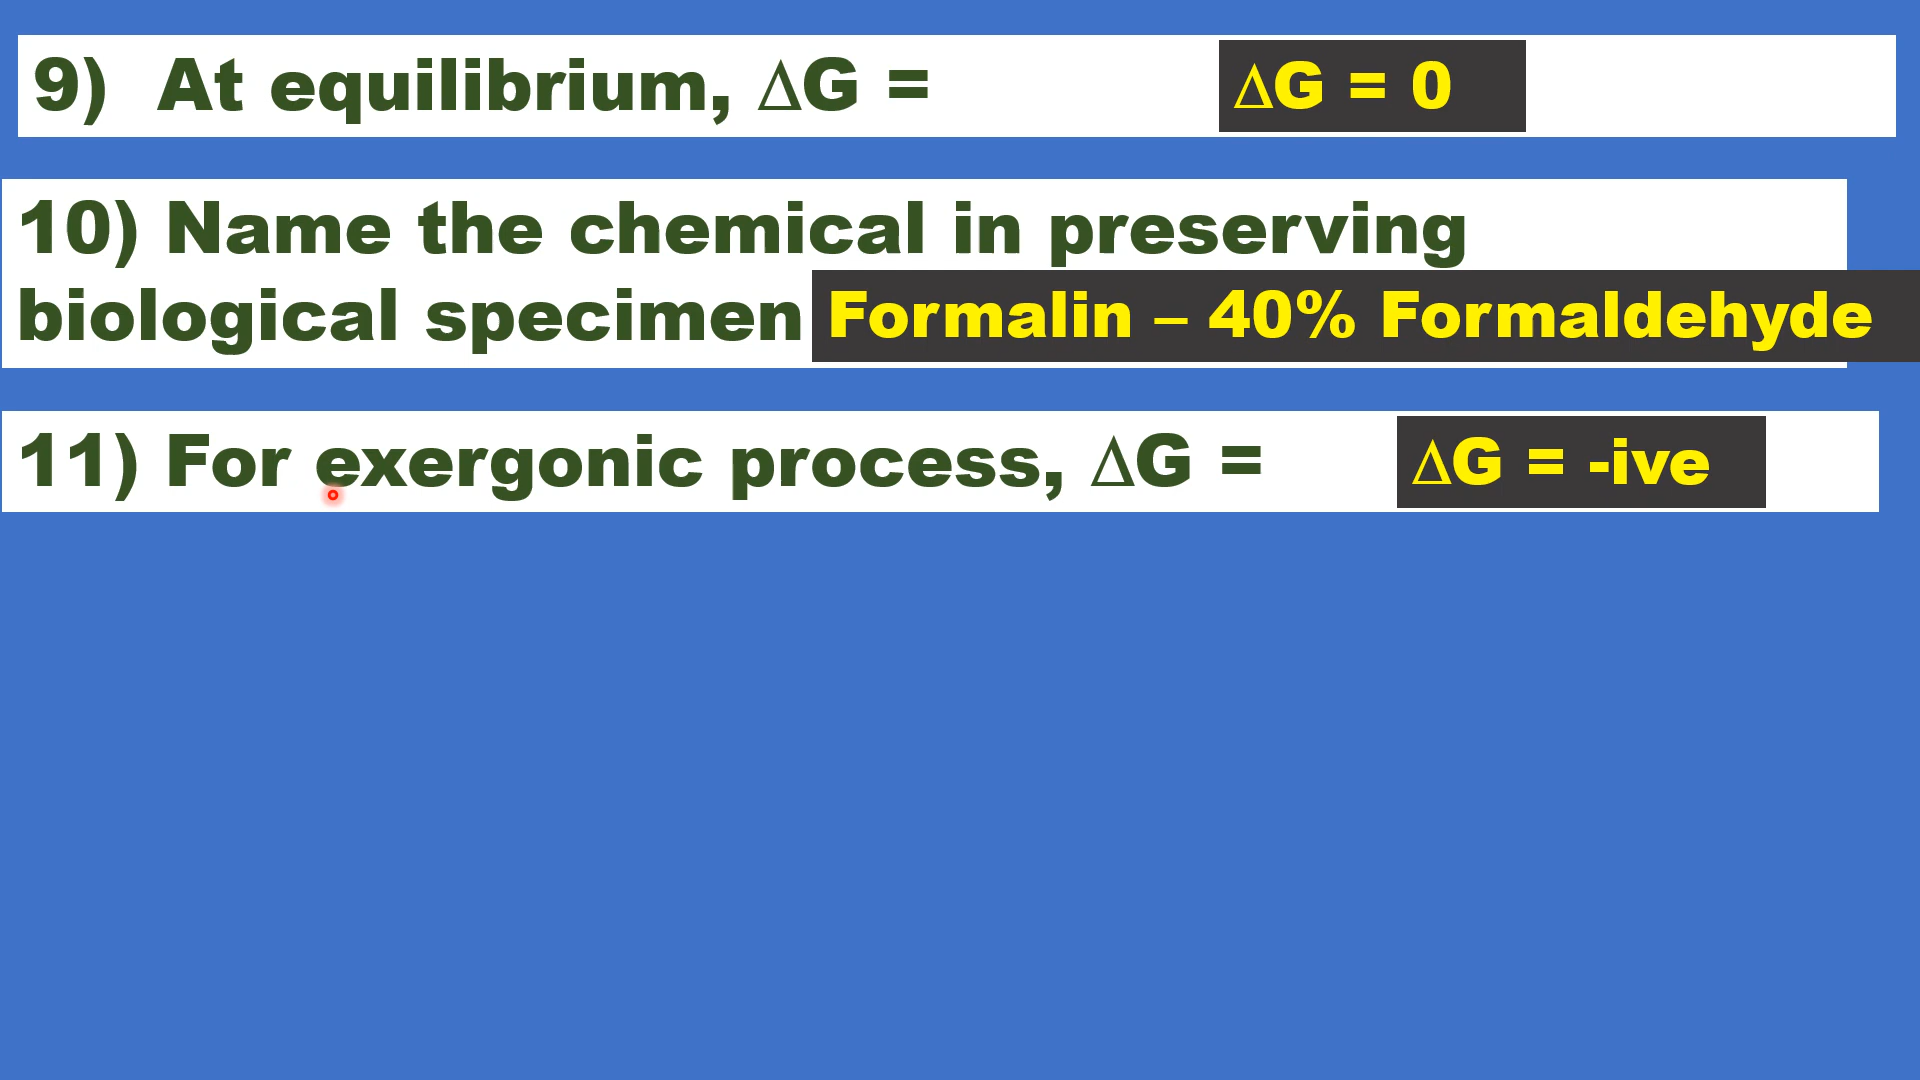 9) At equilibrium, ΔG = ΔG = 0
10) Name the chemical in preserving
biological specimen Formalin – 40% Formaldehyde
11) For exergonic process, ΔG = ΔG = -ive